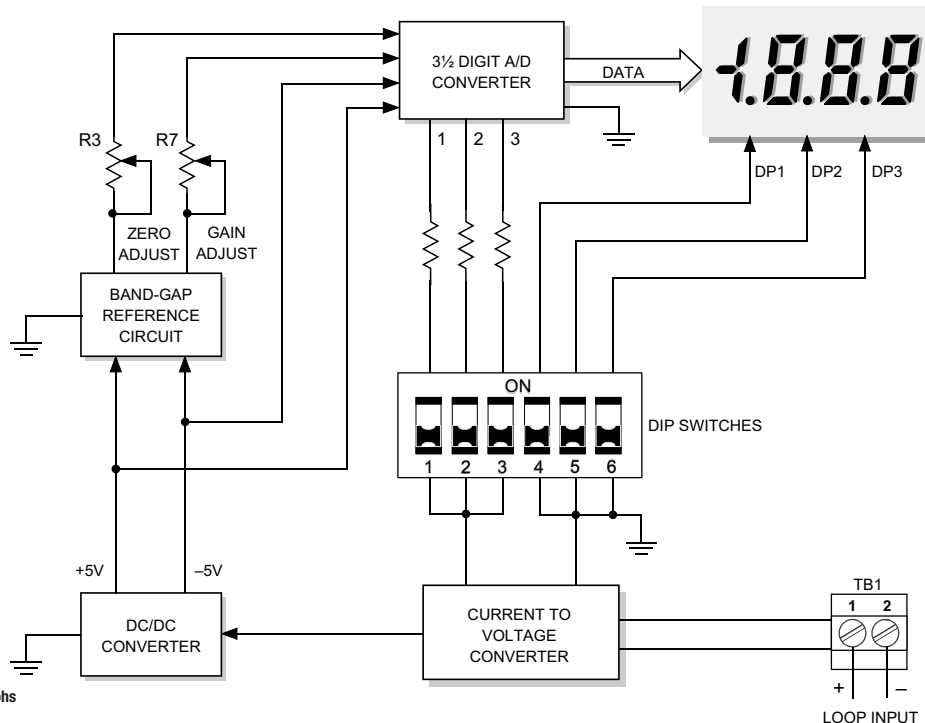 3½ DIGIT A/D
CONVERTER
DATA
-1.8.8.8
R3
R7
1 2 3
DP1
DP2
DP3
ZERO
ADJUST
GAIN
ADJUST
BAND-GAP
REFERENCE
CIRCUIT
ON
DIP SWITCHES
1 2 3 4 5 6
+5V
–5V
DC/DC
CONVERTER
CURRENT TO
VOLTAGE
CONVERTER
TB1
1 2
+ –
LOOP INPUT